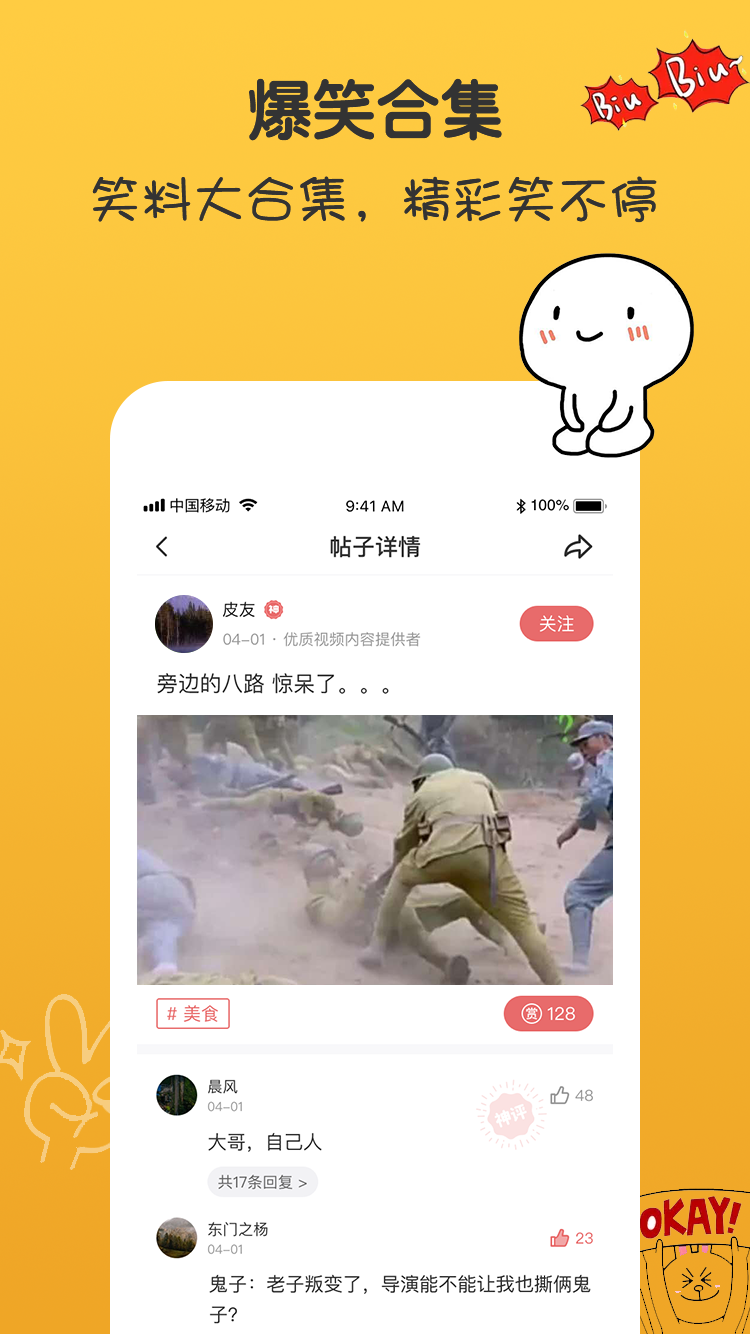 爆笑合集
Biu
Biu~
笑料大合集，精彩笑不停
中国移动
9:41 AM
100%
帖子详情
皮友
神
04-01 · 优质视频内容提供者
关注
旁边的八路 惊呆了。。。
# 美食
赏 128
晨风
04-01
神评
48
大哥，自己人
共17条回复 >
东门之杨
04-01
23
鬼子：老子叛变了，导演能不能让我也撕俩鬼
子？
OKAY!